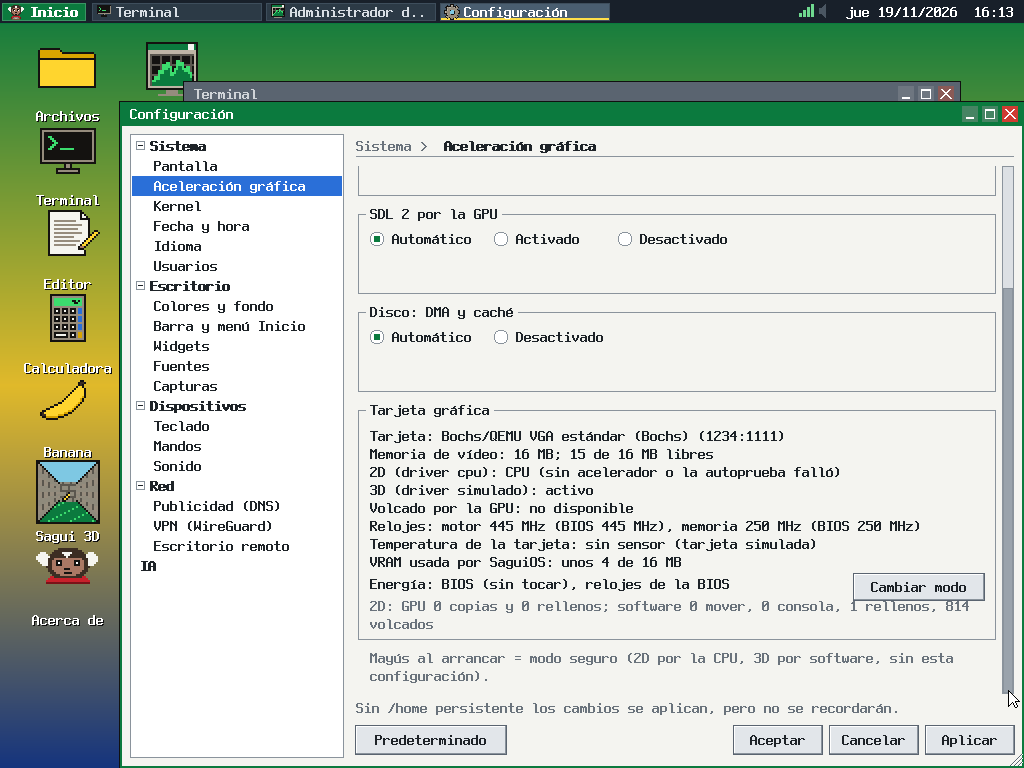 Inicio
Terminal
Administrador d..
Configuración
jue 19/11/2026
16:13
Archivos
Terminal
Editor
Calculadora
Banana
Sagui 3D
Acerca de
Terminal
Configuración
Sistema
Pantalla
Aceleración gráfica
Kernel
Fecha y hora
Idioma
Usuarios
Escritorio
Colores y fondo
Barra y menú Inicio
Widgets
Fuentes
Capturas
Dispositivos
Teclado
Mandos
Sonido
Red
Publicidad (DNS)
VPN (WireGuard)
Escritorio remoto
IA
Sistema > Aceleración gráfica
SDL 2 por la GPU
Automático Activado Desactivado
Disco: DMA y caché
Automático Desactivado
Tarjeta gráfica
Tarjeta: Bochs/QEMU VGA estándar (Bochs) (1234:1111)
Memoria de vídeo: 16 MB; 15 de 16 MB libres
2D (driver cpu): CPU (sin acelerador o la autoprueba falló)
3D (driver simulado): activo
Volcado por la GPU: no disponible
Relojes: motor 445 MHz (BIOS 445 MHz), memoria 250 MHz (BIOS 250 MHz)
Temperatura de la tarjeta: sin sensor (tarjeta simulada)
VRAM usada por SaguiOS: unos 4 de 16 MB
Energía: BIOS (sin tocar), relojes de la BIOS
Cambiar modo
2D: GPU 0 copias y 0 rellenos; software 0 mover, 0 consola, 1 rellenos, 814
volcados
Mayús al arrancar = modo seguro (2D por la CPU, 3D por software, sin esta
configuración).
Sin /home persistente los cambios se aplican, pero no se recordarán.
Predeterminado
Aceptar
Cancelar
Aplicar